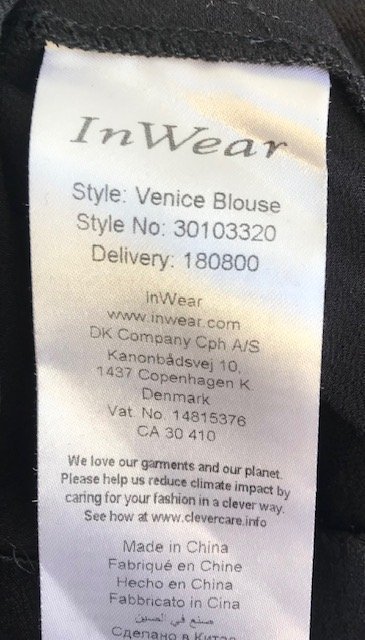 InWear
Style: Venice Blouse
Style No: 30103320
Delivery: 180800
InWear
www.inwear.com
DK Company Cph A/S
Kanonbådsvej 10,
1437 Copenhagen K
Denmark
Vat. No. 14815376
CA 30 410
We love our garments and our planet.
Please help us reduce climate impact by
caring for your fashion in a clever way.
See how at www.clevercare.info
Made in China
Fabriqué en Chine
Hecho en China
Fabbricato in Cina
صنع في الصين
Сделано в Китае